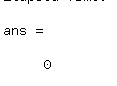 ans =
0